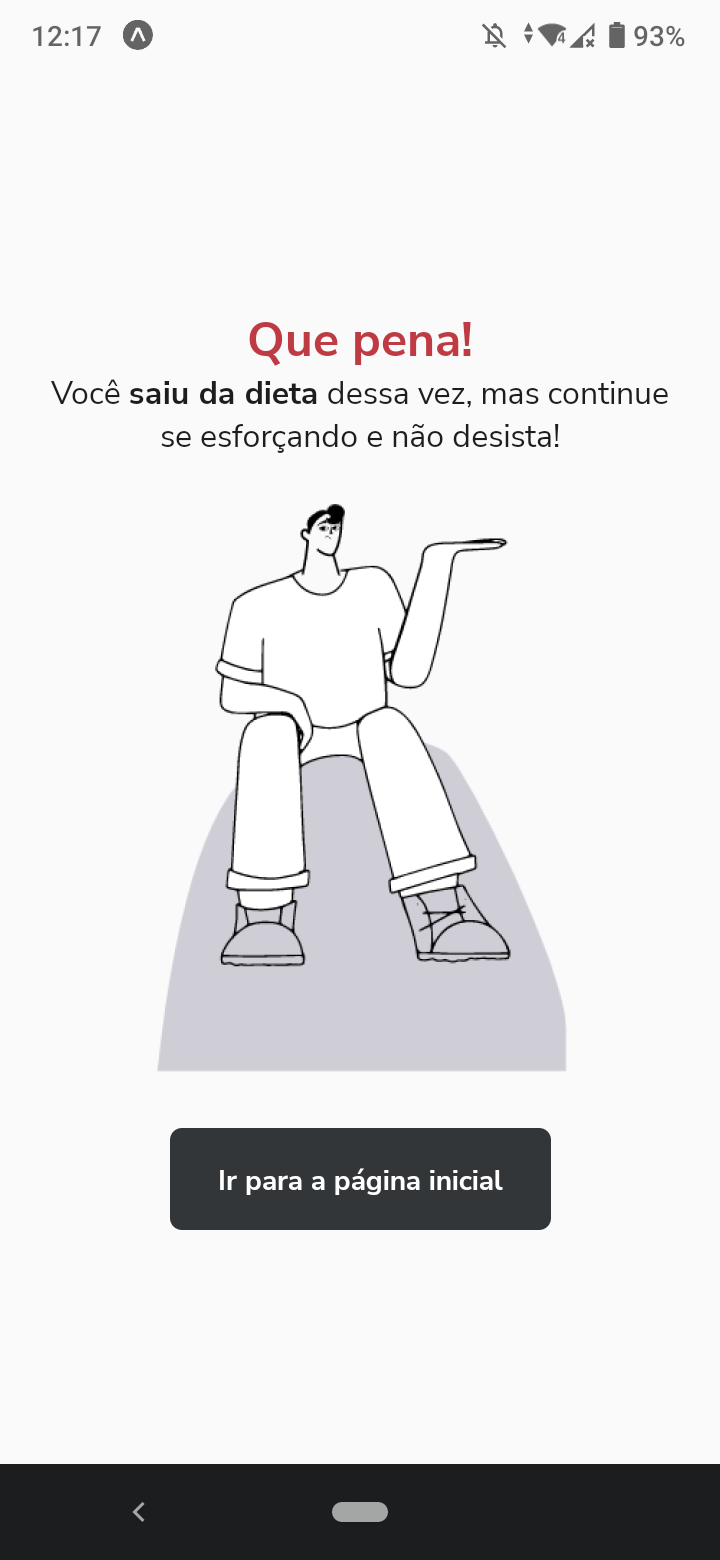 12:17
93%
Que pena!
Você saiu da dieta dessa vez, mas continue
se esforçando e não desista!
Ir para a página inicial